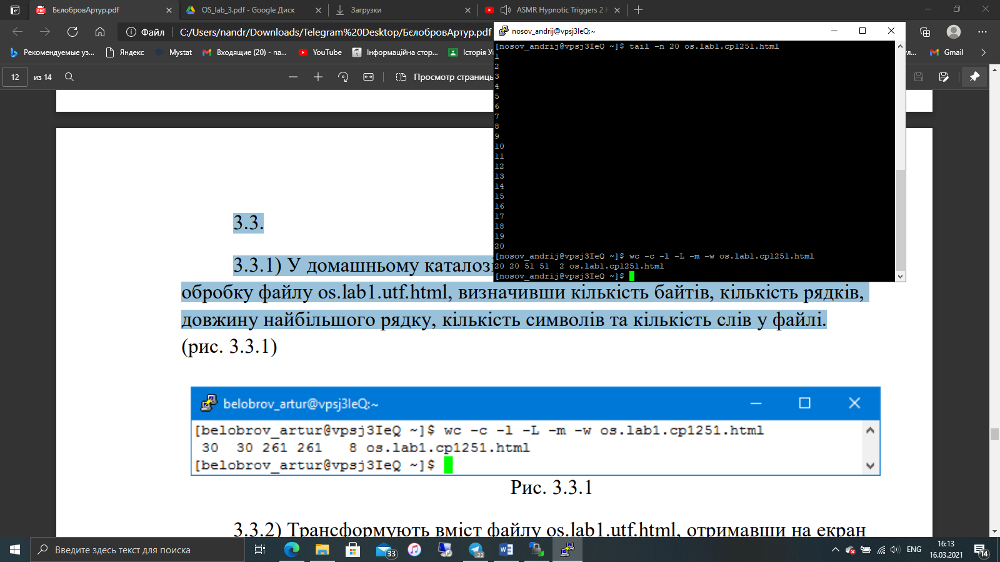 БєлобровАртур.pdf
OS_lab_3.pdf - Google Диск
Загрузки
ASMR Hypnotic Triggers 2
Файл
C:/Users/nandr/Downloads/Telegram%20Desktop/БєлобровАртур.pdf
Рекомендуемые уз...
Яндекс
Mystat
Входящие (20) - na...
YouTube
Інформаційна стор...
Історія
Gmail
12
из 14
Просмотр страницы
nosov_andrij@vpsj3IeQ:~
[nosov_andrij@vpsj3IeQ ~]$ tail -n 20 os.lab1.cp1251.html
1
2
3
4
5
6
7
8
9
10
11
12
13
14
15
16
17
18
19
20
[nosov_andrij@vpsj3IeQ ~]$ wc -c -l -L -m -w os.lab1.cp1251.html
20 20 51 51  2 os.lab1.cp1251.html
[nosov_andrij@vpsj3IeQ ~]$
3.3.
3.3.1) У домашньому каталозі
обробку файлу os.lab1.utf.html, визначивши кількість байтів, кількість рядків,
довжину найбільшого рядку, кількість символів та кількість слів у файлі.
(рис. 3.3.1)
belobrov_artur@vpsj3IeQ:~
[belobrov_artur@vpsj3IeQ ~]$ wc -c -l -L -m -w os.lab1.cp1251.html
30  30 261 261   8 os.lab1.cp1251.html
[belobrov_artur@vpsj3IeQ ~]$
Рис. 3.3.1
3.3.2) Трансформують вміст файлу os.lab1.utf.html, отримавши на екран
Введите здесь текст для поиска
33
22
ENG
16:13
16.03.2021
14